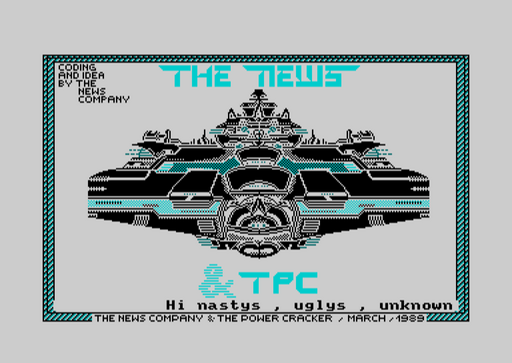 CODING
AND IDEA
BY THE
NEWS
COMPANY
THE NEWS
& TPC
Hi nastys , uglys , unknown
THE NEWS COMPANY & THE POWER CRACKER / MARCH /1989